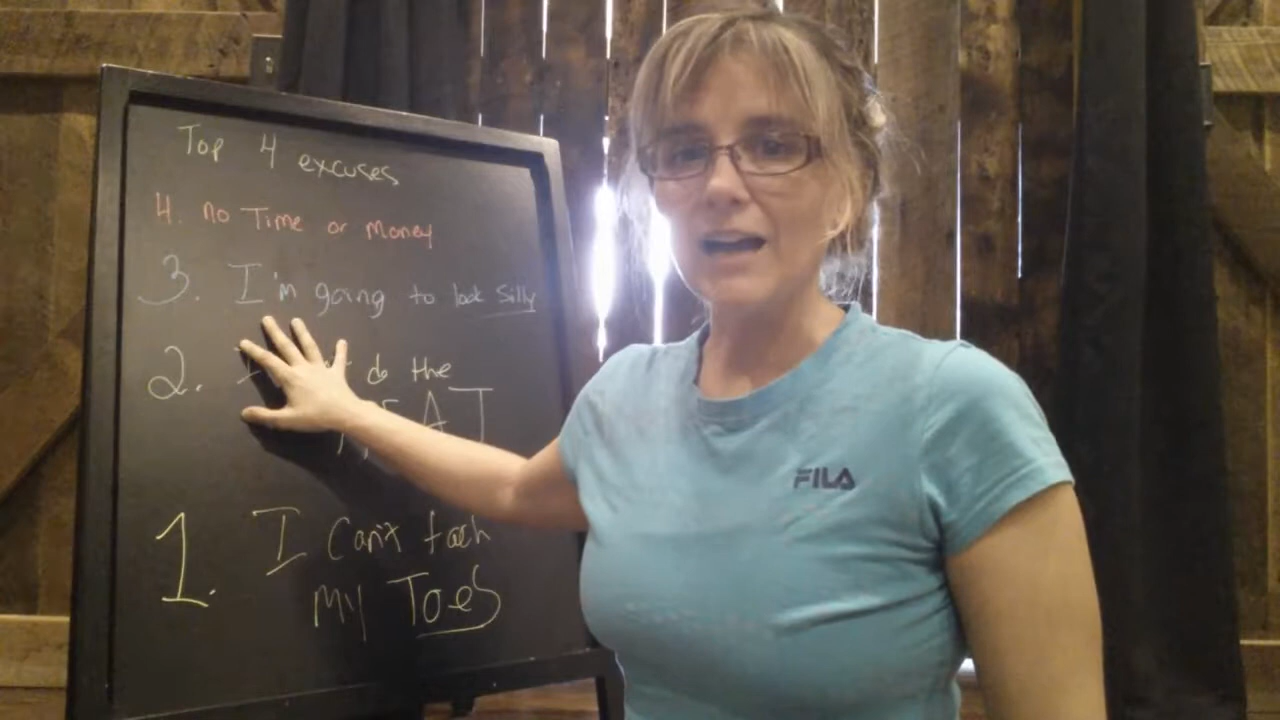 Top 4 excuses
4. no Time or Money
3. I'm going to look Silly
2. do the
1. I can't
my Toes
FILA